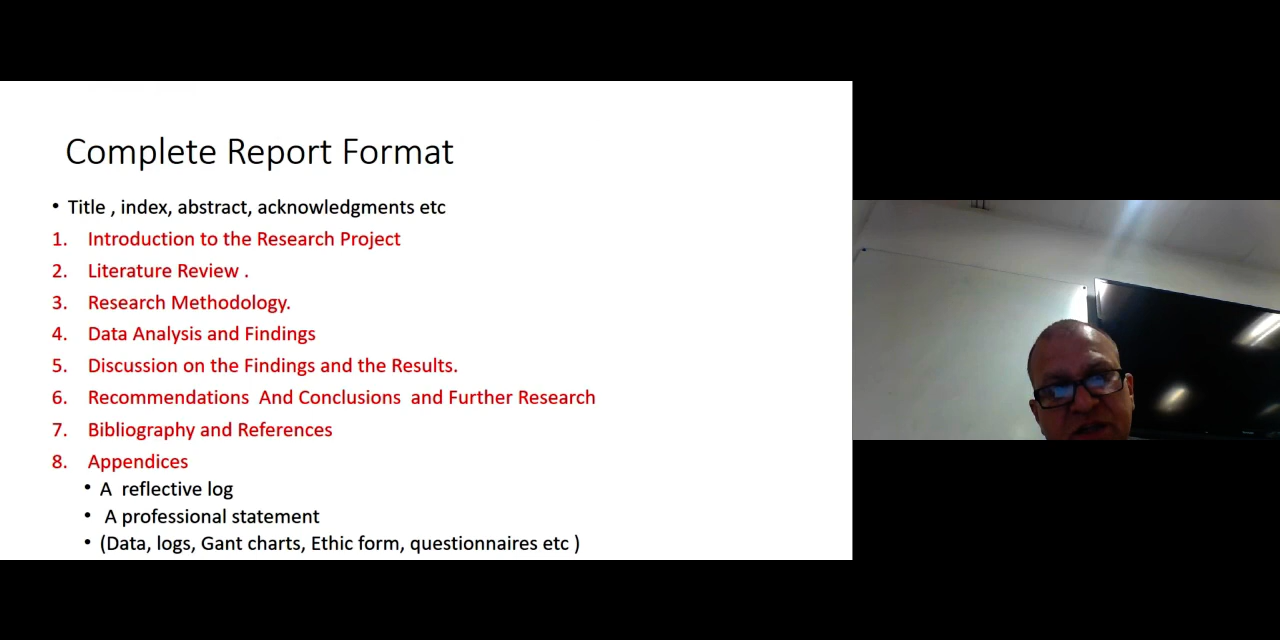 Complete Report Format
• Title , index, abstract, acknowledgments etc
1. Introduction to the Research Project
2. Literature Review .
3. Research Methodology.
4. Data Analysis and Findings
5. Discussion on the Findings and the Results.
6. Recommendations And Conclusions and Further Research
7. Bibliography and References
8. Appendices
• A reflective log
• A professional statement
• (Data, logs, Gant charts, Ethic form, questionnaires etc )